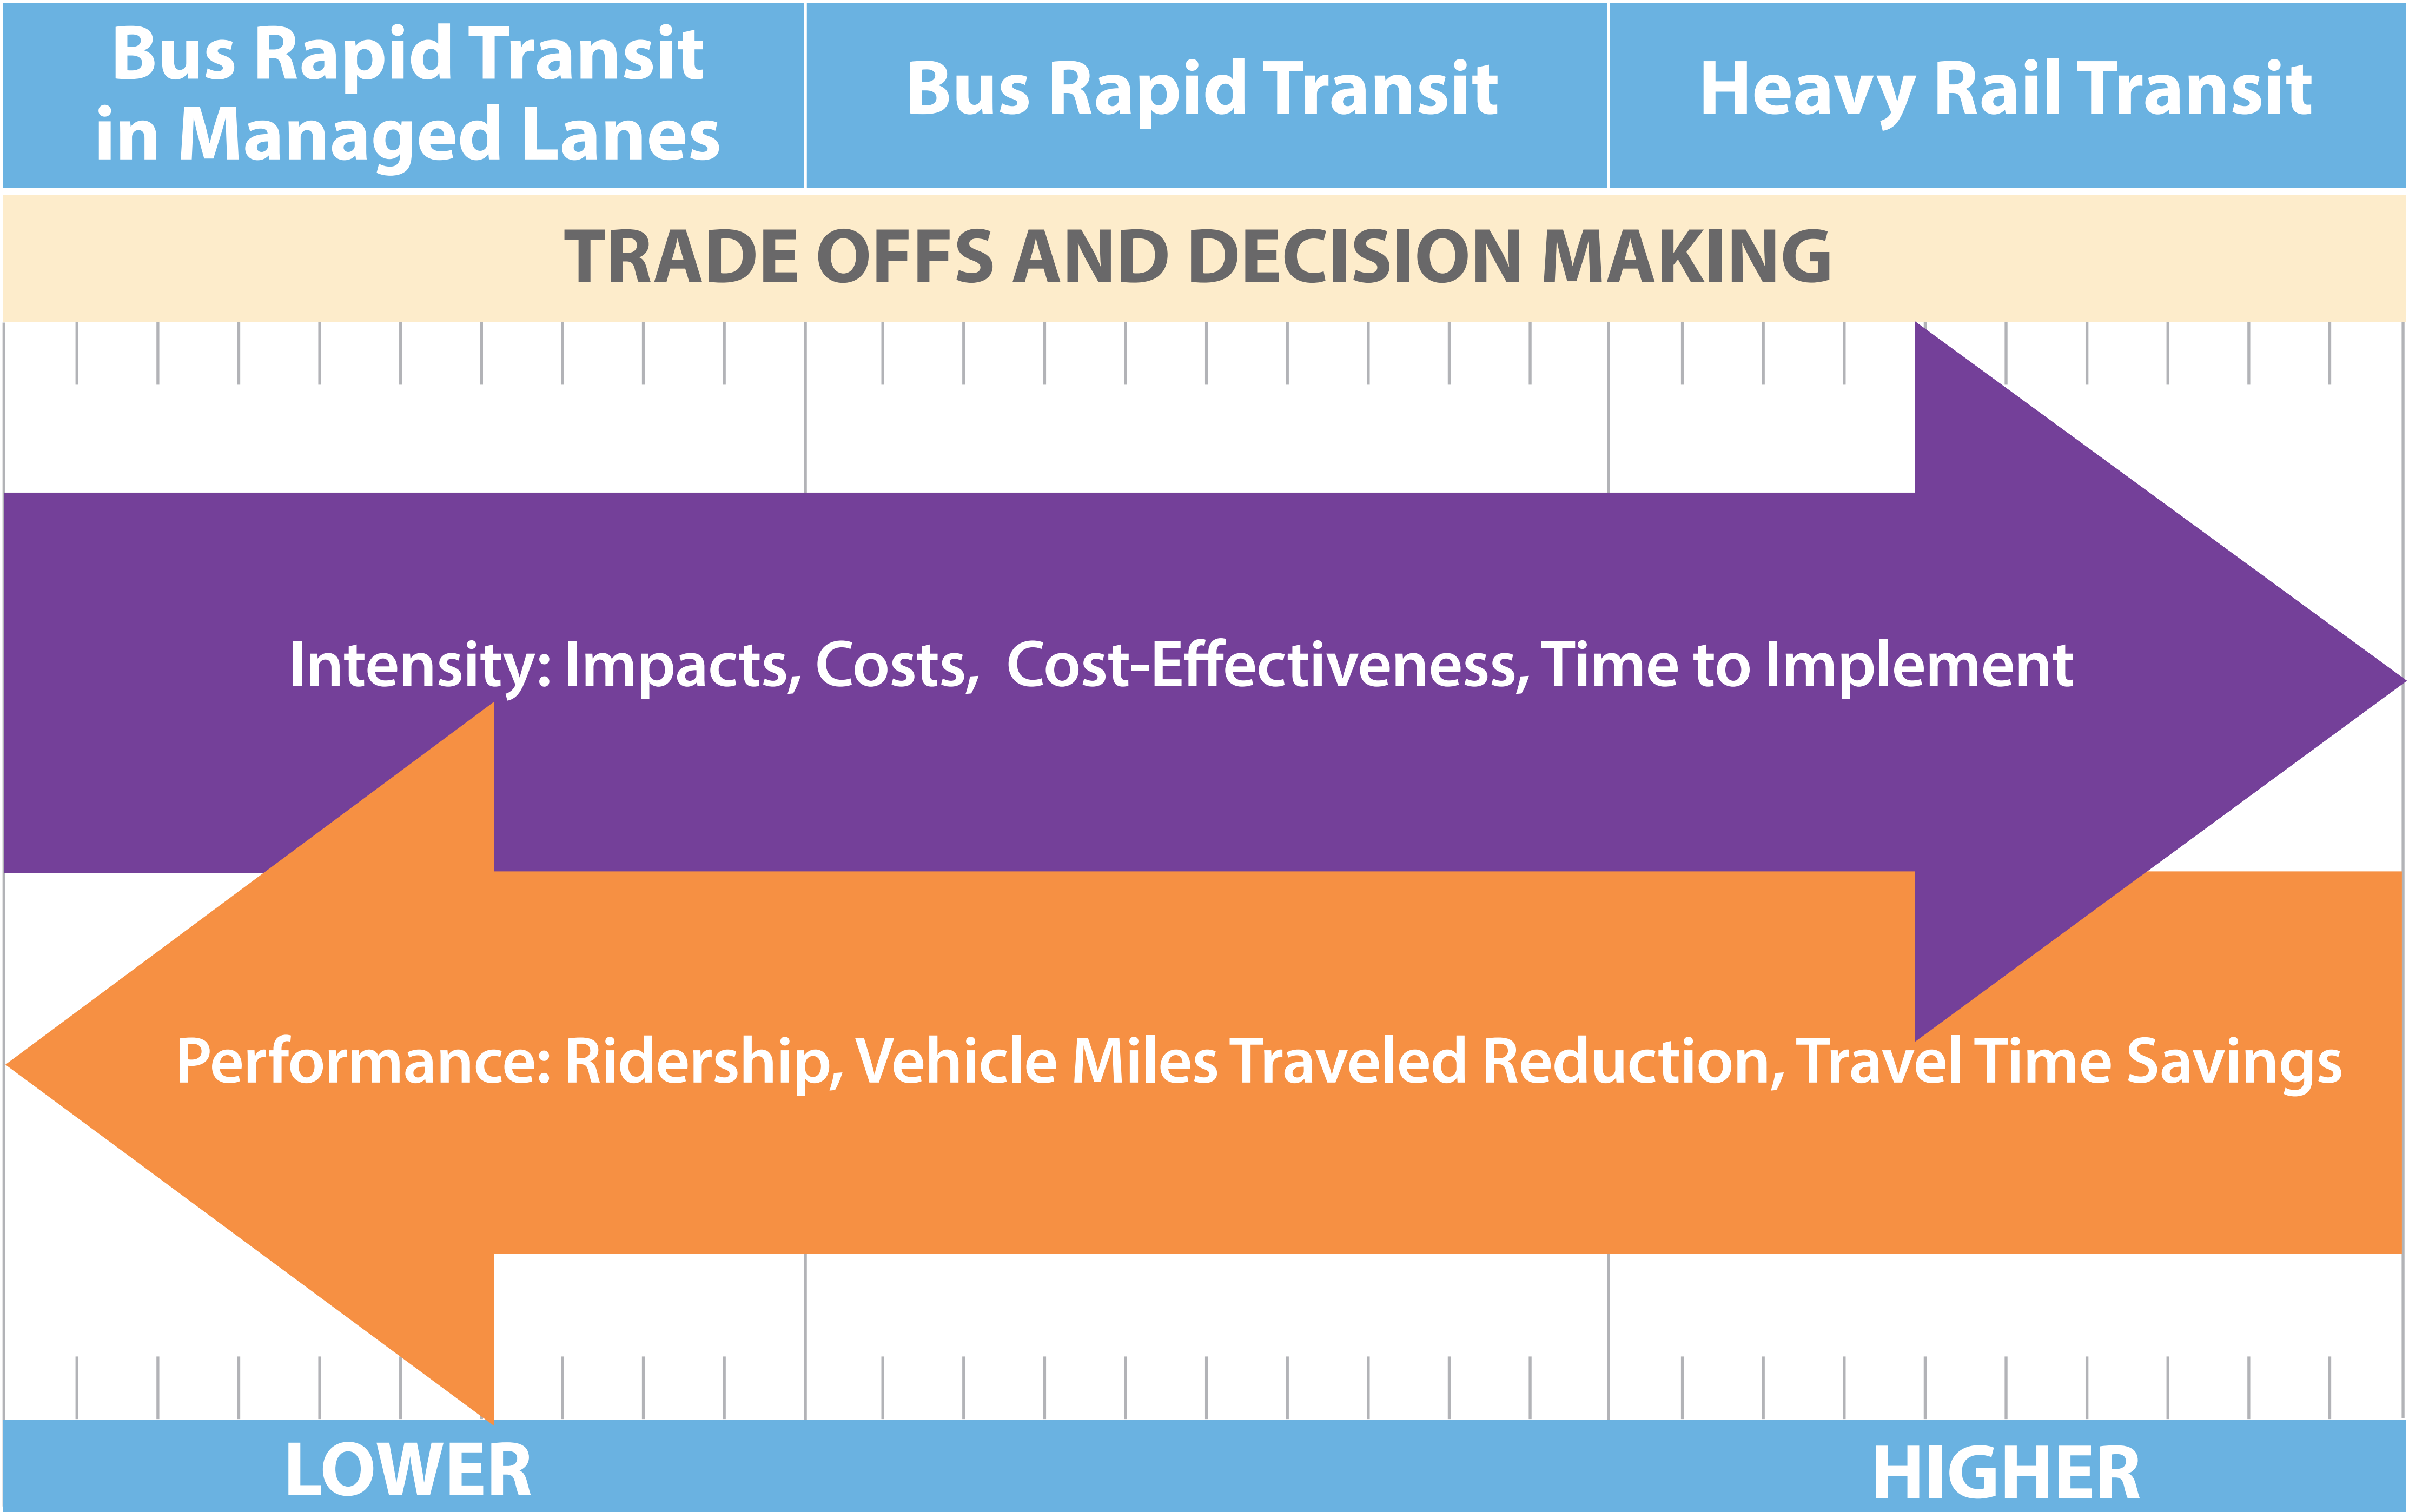 Bus Rapid Transit
in Managed Lanes
Bus Rapid Transit
Heavy Rail Transit
TRADE OFFS AND DECISION MAKING
Intensity: Impacts, Costs, Cost-Effectiveness, Time to Implement
Performance: Ridership, Vehicle Miles Traveled Reduction, Travel Time Savings
LOWER
HIGHER